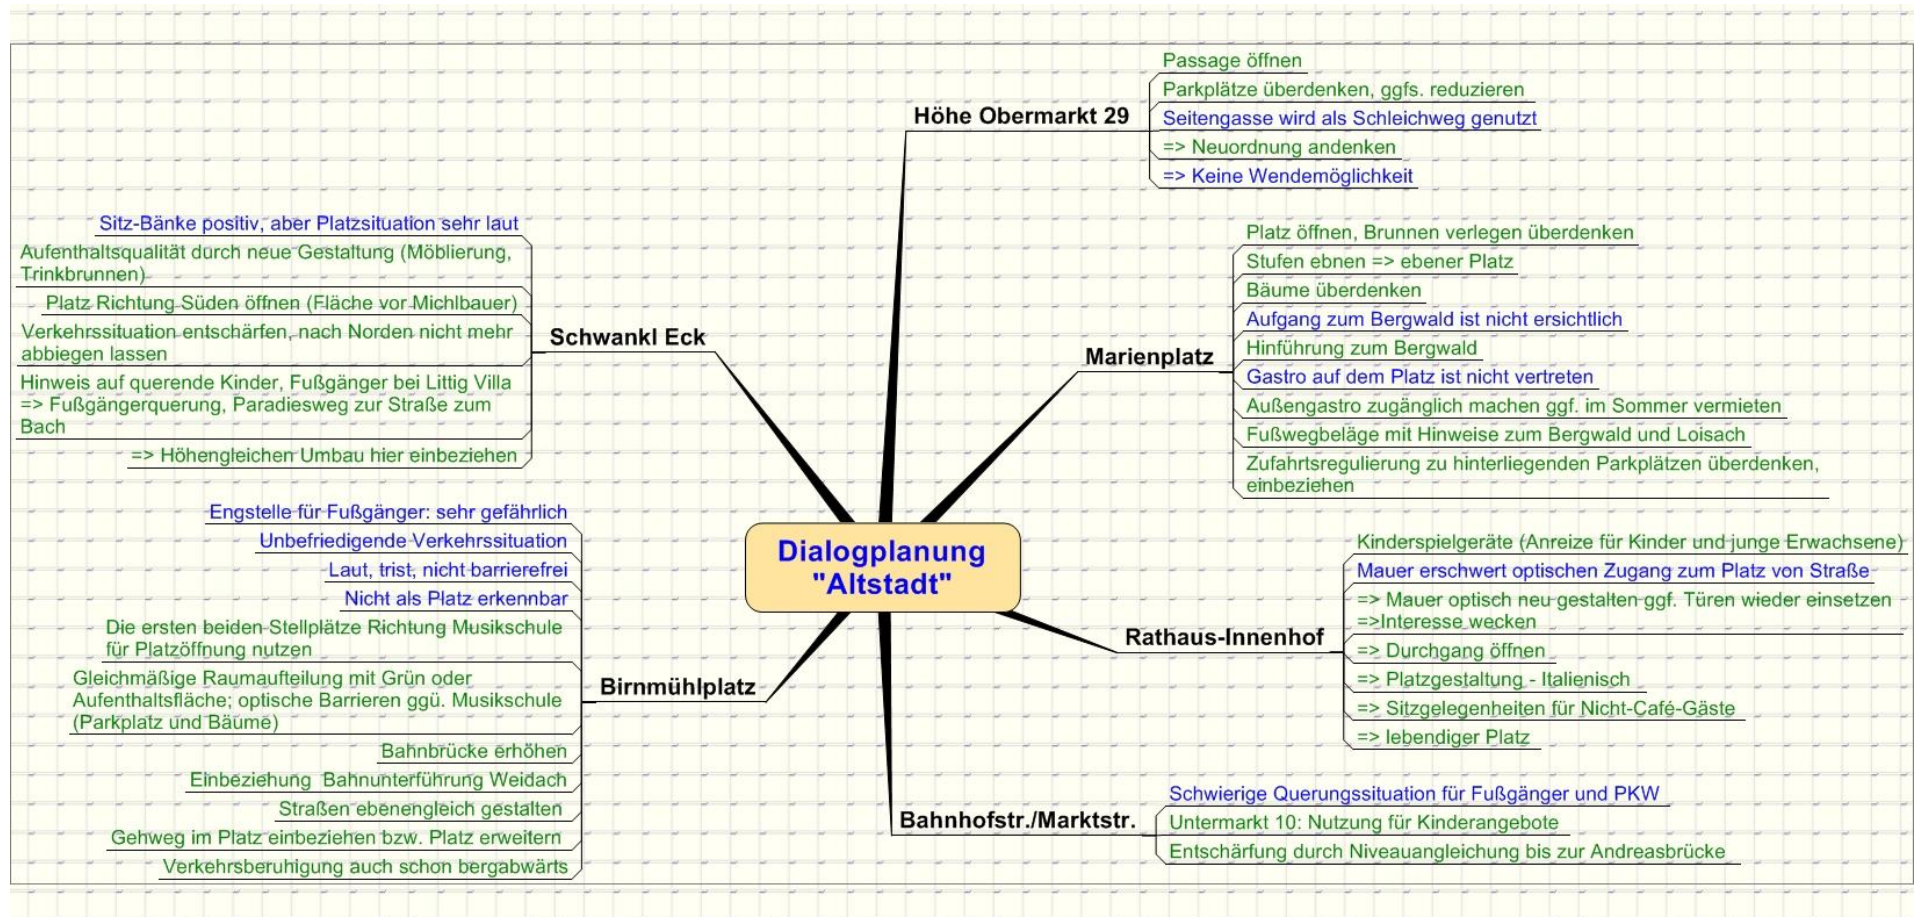 Dialogplanung
"Altstadt"
Höhe Obermarkt 29
Passage öffnen
Parkplätze überdenken, ggfs. reduzieren
Seitengasse wird als Schleichweg genutzt
=> Neuordnung andenken
=> Keine Wendemöglichkeit
Marienplatz
Platz öffnen, Brunnen verlegen überdenken
Stufen ebnen => ebener Platz
Bäume überdenken
Aufgang zum Bergwald ist nicht ersichtlich
Hinführung zum Bergwald
Gastro auf dem Platz ist nicht vertreten
Außengastro zugänglich machen ggf. im Sommer vermieten
Fußwegbeläge mit Hinweise zum Bergwald und Loisach
Zufahrtsregulierung zu hinterliegenden Parkplätzen überdenken,
einbeziehen
Rathaus-Innenhof
Kinderspielgeräte (Anreize für Kinder und junge Erwachsene)
Mauer erschwert optischen Zugang zum Platz von Straße
=> Mauer optisch neu gestalten ggf. Türen wieder einsetzen
=>Interesse wecken
=> Durchgang öffnen
=> Platzgestaltung - Italienisch
=> Sitzgelegenheiten für Nicht-Café-Gäste
=> lebendiger Platz
Bahnhofstr./Marktstr.
Schwierige Querungssituation für Fußgänger und PKW
Untermarkt 10: Nutzung für Kinderangebote
Entschärfung durch Niveauangleichung bis zur Andreasbrücke
Birnmühlplatz
Engstelle für Fußgänger: sehr gefährlich
Unbefriedigende Verkehrssituation
Laut, trist, nicht barrierefrei
Nicht als Platz erkennbar
Die ersten beiden Stellplätze Richtung Musikschule
für Platzöffnung nutzen
Gleichmäßige Raumaufteilung mit Grün oder
Aufenthaltsfläche; optische Barrieren ggü. Musikschule
(Parkplatz und Bäume)
Bahnbrücke erhöhen
Einbeziehung Bahnunterführung Weidach
Straßen ebenengleich gestalten
Gehweg im Platz einbeziehen bzw. Platz erweitern
Verkehrsberuhigung auch schon bergabwärts
Schwankl Eck
Sitz-Bänke positiv, aber Platzsituation sehr laut
Aufenthaltsqualität durch neue Gestaltung (Möblierung,
Trinkbrunnen)
Platz Richtung Süden öffnen (Fläche vor Michlbauer)
Verkehrssituation entschärfen, nach Norden nicht mehr
abbiegen lassen
Hinweis auf querende Kinder, Fußgänger bei Littig Villa
=> Fußgängerquerung, Paradiesweg zur Straße zum
Bach
=> Höhengleichen Umbau hier einbeziehen